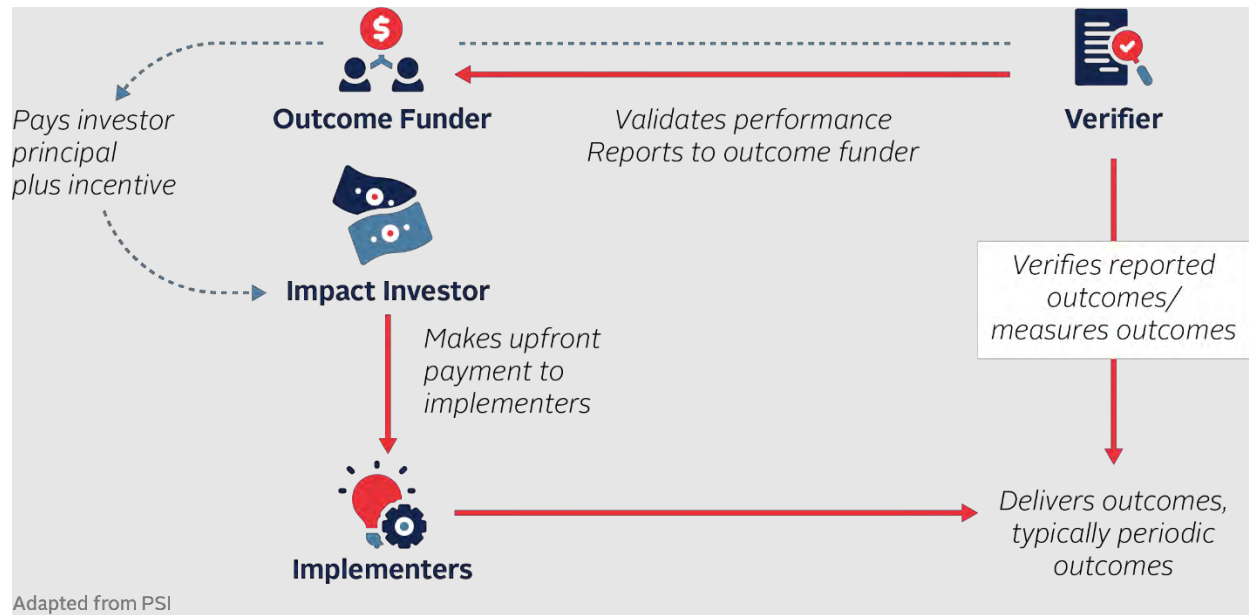 $
Pays investor
principal
plus incentive
Outcome Funder
Validates performance
Reports to outcome funder
Verifier
Impact Investor
Makes upfront
payment to
implementers
Verifies reported
outcomes/
measures outcomes
Implementers
Delivers outcomes,
typically periodic
outcomes
Adapted from PSI